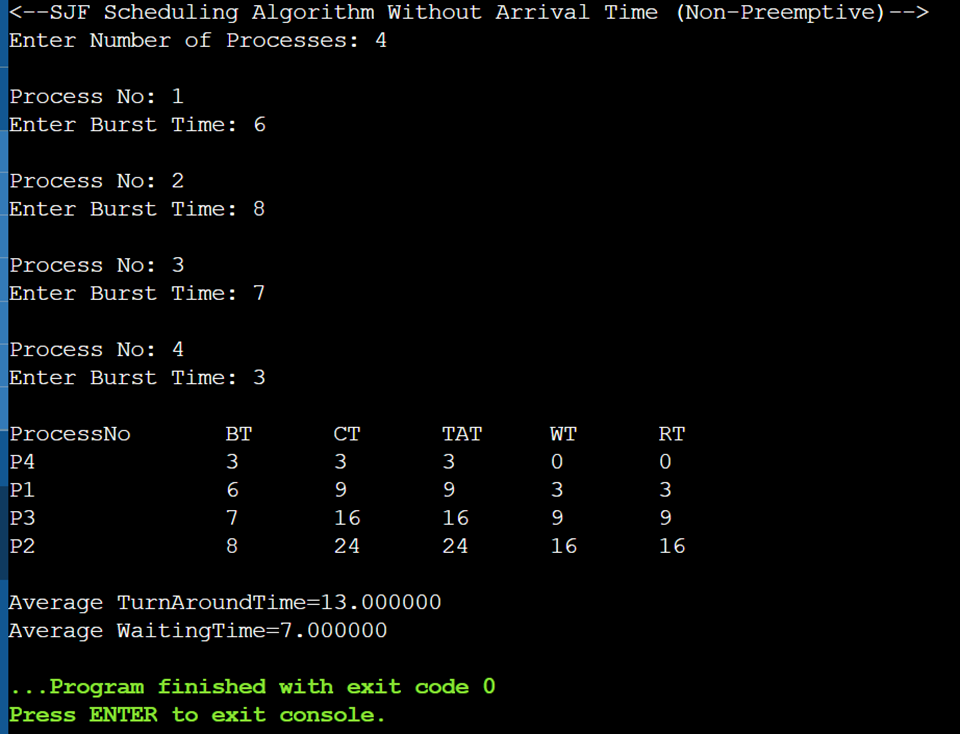 <--SJF Scheduling Algorithm Without Arrival Time (Non-Preemptive)-->
Enter Number of Processes: 4
Process No: 1
Enter Burst Time: 6
Process No: 2
Enter Burst Time: 8
Process No: 3
Enter Burst Time: 7
Process No: 4
Enter Burst Time: 3
ProcessNo BT CT TAT WT RT
P4 3 3 3 0 0
P1 6 9 9 3 3
P3 7 16 16 9 9
P2 8 24 24 16 16
Average TurnAroundTime=13.000000
Average WaitingTime=7.000000
...Program finished with exit code 0
Press ENTER to exit console.